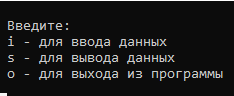 Введите:
i - для ввода данных
s - для вывода данных
o - для выхода из программы